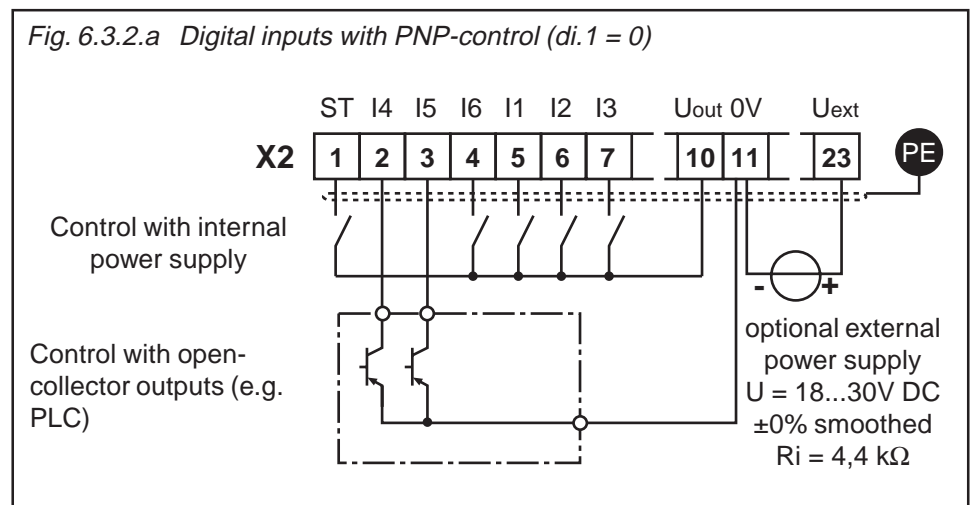 Fig. 6.3.2.a Digital inputs with PNP-control (di.1 = 0)
ST I4 I5 I6 I1 I2 I3 Uout 0V Uext
X2 1 2 3 4 5 6 7 10 11 23 PE
Control with internal
power supply
- +
Control with open-
collector outputs (e.g.
PLC)
optional external
power supply
U = 18...30V DC
±0% smoothed
Ri = 4,4 kΩ